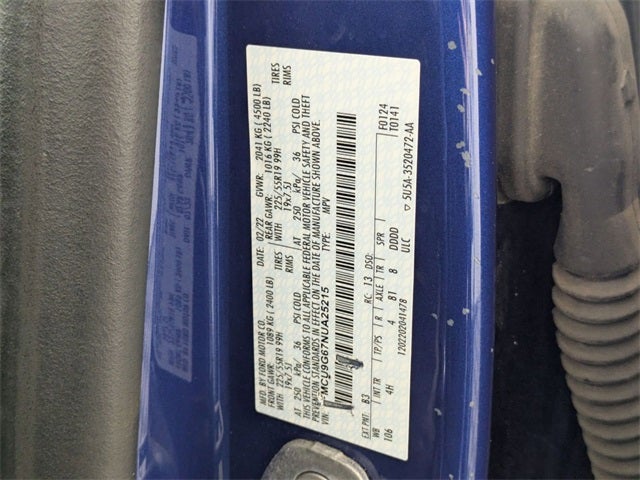 MFD. BY FORD MOTOR CO.
DATE: 02/22 GVWR: 2041 KG ( 4500 LB)
FRONT GAWR: 1089 KG ( 2400 LB) REAR GAWR: 1016 KG ( 2240 LB)
WITH 225/55R19 99H TIRES WITH 225/55R19 99H TIRES
19x7.5J RIMS 19x7.5J RIMS
AT 250 kPa/ 36 PSI COLD AT 250 kPa/ 36 PSI COLD
THIS VEHICLE CONFORMS TO ALL APPLICABLE FEDERAL MOTOR VEHICLE SAFETY AND THEFT
PREVENTION STANDARDS IN EFFECT ON THE DATE OF MANUFACTURE SHOWN ABOVE.
VIN: MCU9G67NUA25215 TYPE: MPV
F0124
T0141
EXT PNT: B3 RC: 13 DSO:
WB INT TR TP/PS R AXLE TR SPR
106 4H 4 81 8 DDDD
ULC
120220204147B 5U5A-3520472-AA